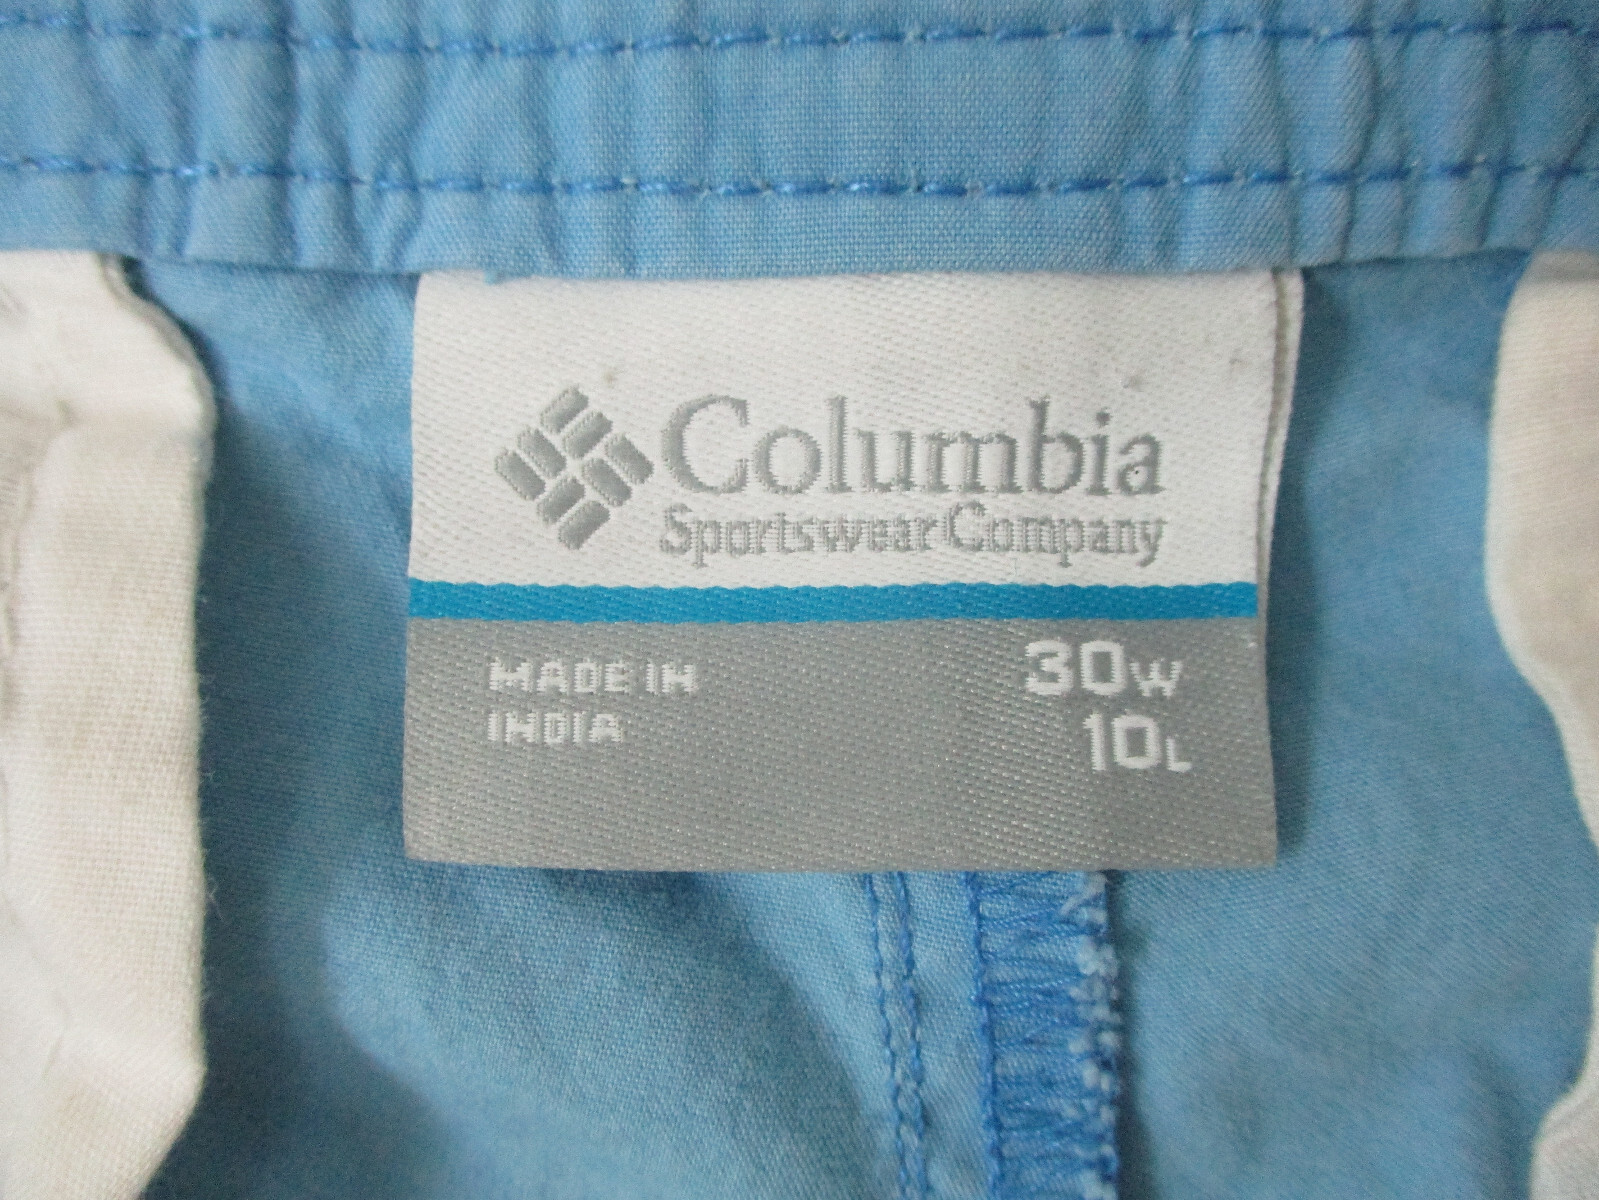 Columbia
Sportswear Company
MADE IN
INDIA
30W
10L